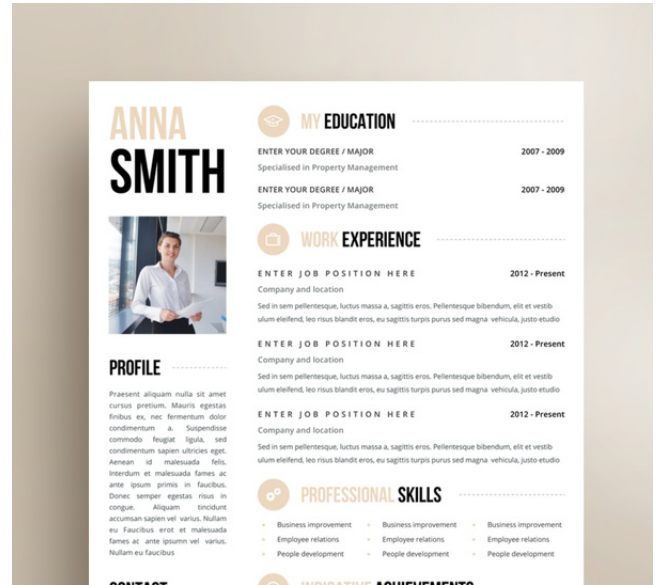 ANNA
SMITH
PROFILE
Praesent aliquam nulla sit amet
cursus pretium. Mauris egestas
finibus ex, nec fermentum dolor
condimentum a. Suspendisse
commodo feugiat ligula, sed
condimentum sapien ultricies eget.
Aenean id malesuada felis.
Interdum et malesuada fames ac
ante ipsum primis in faucibus.
Donec semper egestas risus in
congue. Aliquam tincidunt
accumsan sapien vel varius. Nullam
eu Faucibus erot et malesuada
fames ac ante ipsumn vel varius.
Nullam eu faucibus
CONTACT
MY EDUCATION
ENTER YOUR DEGREE / MAJOR 2007 - 2009
Specialised in Property Management
ENTER YOUR DEGREE / MAJOR 2007 - 2009
Specialised in Property Management
WORK EXPERIENCE
ENTER JOB POSITION HERE 2012 - Present
Company and location
Sed in sem pellentesque, luctus massa a, sagittis eros. Pellentesque bibendum, elit et vestib
ulum eleifend, leo risus blandit eros, eu sagittis turpis purus sed magna vehicula, justo etudio
ENTER JOB POSITION HERE 2012 - Present
Company and location
Sed in sem pellentesque, luctus massa a, sagittis eros. Pellentesque bibendum, elit et vestib
ulum eleifend, leo risus blandit eros, eu sagittis turpis purus sed magna vehicula, justo etudio
ENTER JOB POSITION HERE 2012 - Present
Company and location
Sed in sem pellentesque, luctus massa a, sagittis eros. Pellentesque bibendum, elit et vestib
ulum eleifend, leo risus blandit eros, eu sagittis turpis purus sed magna vehicula, justo etudio
PROFESSIONAL SKILLS
Business improvement Business improvement Business improvement
Employee relations Employee relations Employee relations
People development People development People development
INDICATIVE ACHIEVEMENTS